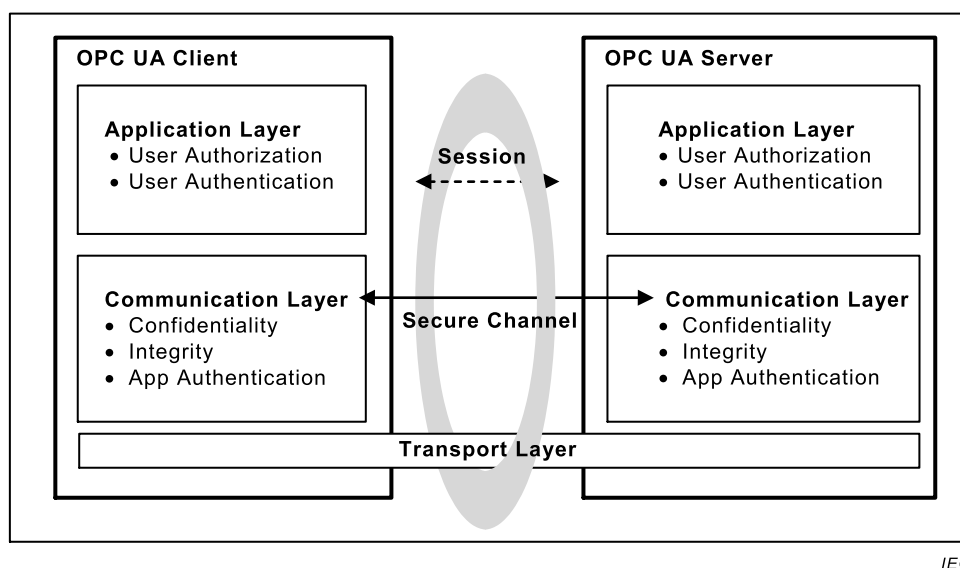 OPC UA Client
Application Layer
• User Authorization
• User Authentication
Communication Layer
• Confidentiality
• Integrity
• App Authentication
Session
Secure Channel
Transport Layer
OPC UA Server
Application Layer
• User Authorization
• User Authentication
Communication Layer
• Confidentiality
• Integrity
• App Authentication